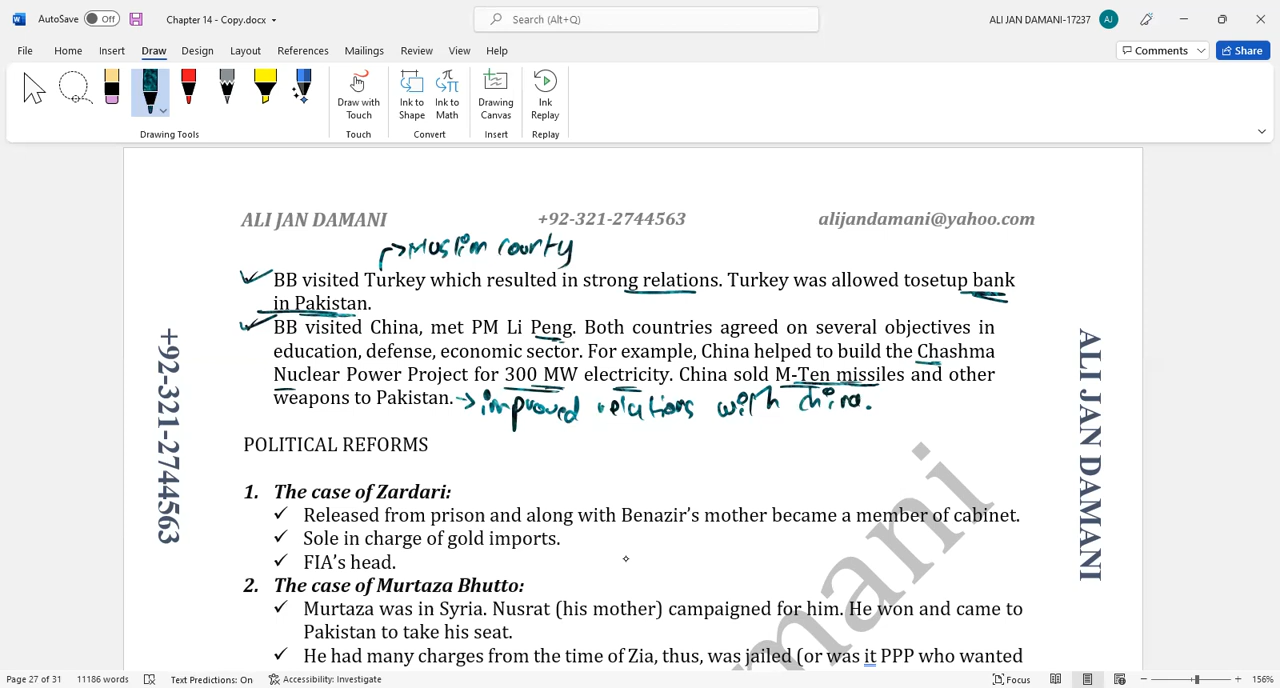 AutoSave Off Chapter 14 - Copy.docx Search (Alt+Q) ALI JAN DAMANI-17237 AJ
File Home Insert Draw Design Layout References Mailings Review View Help Comments Share
Draw with Touch
Ink to Shape
Ink to Math
Drawing Canvas
Ink Replay
Drawing Tools Touch Convert Insert Replay
ALI JAN DAMANI +92-321-2744563 alijandamani@yahoo.com
→Muslim county
BB visited Turkey which resulted in strong relations. Turkey was allowed tosetup bank
in Pakistan.
BB visited China, met PM Li Peng. Both countries agreed on several objectives in
education, defense, economic sector. For example, China helped to build the Chashma
Nuclear Power Project for 300 MW electricity. China sold M-Ten missiles and other
weapons to Pakistan. →improved relations with china.
POLITICAL REFORMS
1. The case of Zardari:
✓ Released from prison and along with Benazir's mother became a member of cabinet.
✓ Sole in charge of gold imports.
✓ FIA's head.
2. The case of Murtaza Bhutto:
✓ Murtaza was in Syria. Nusrat (his mother) campaigned for him. He won and came to
Pakistan to take his seat.
✓ He had many charges from the time of Zia, thus, was jailed (or was it PPP who wanted
+92-321-2744563
ALI JAN DAMANI
mani
Page 27 of 31 11186 words Text Predictions: On Accessibility: Investigate Focus 156%